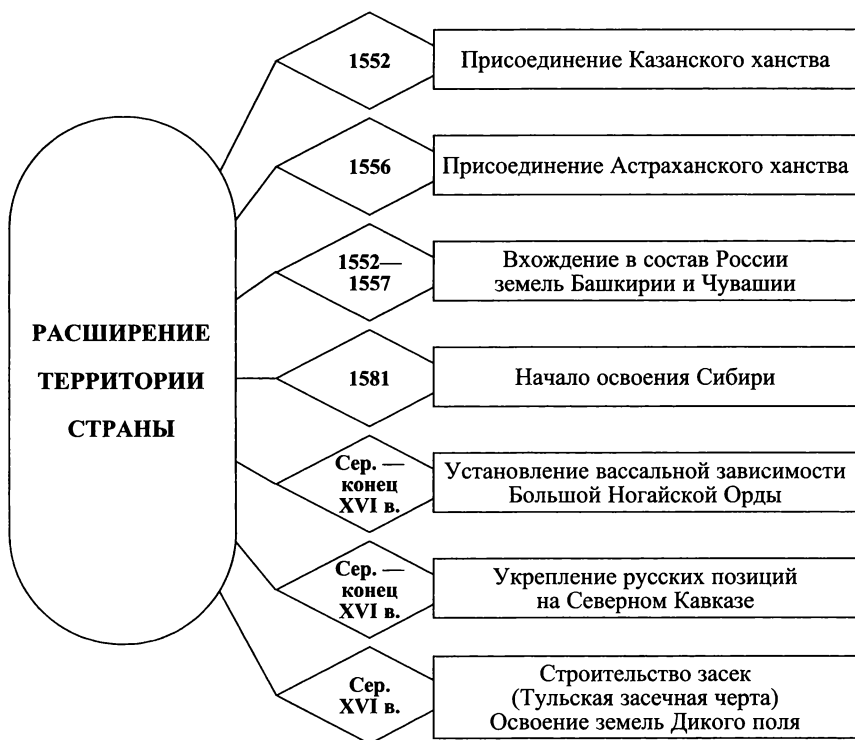 РАСШИРЕНИЕ
ТЕРРИТОРИИ
СТРАНЫ
1552
Присоединение Казанского ханства
1556
Присоединение Астраханского ханства
1552—
1557
Вхождение в состав России
земель Башкирии и Чувашии
1581
Начало освоения Сибири
Сер. —
конец
XVI в.
Установление вассальной зависимости
Большой Ногайской Орды
Сер. —
конец
XVI в.
Укрепление русских позиций
на Северном Кавказе
Сер.
XVI в.
Строительство засек
(Тульская засечная черта)
Освоение земель Дикого поля